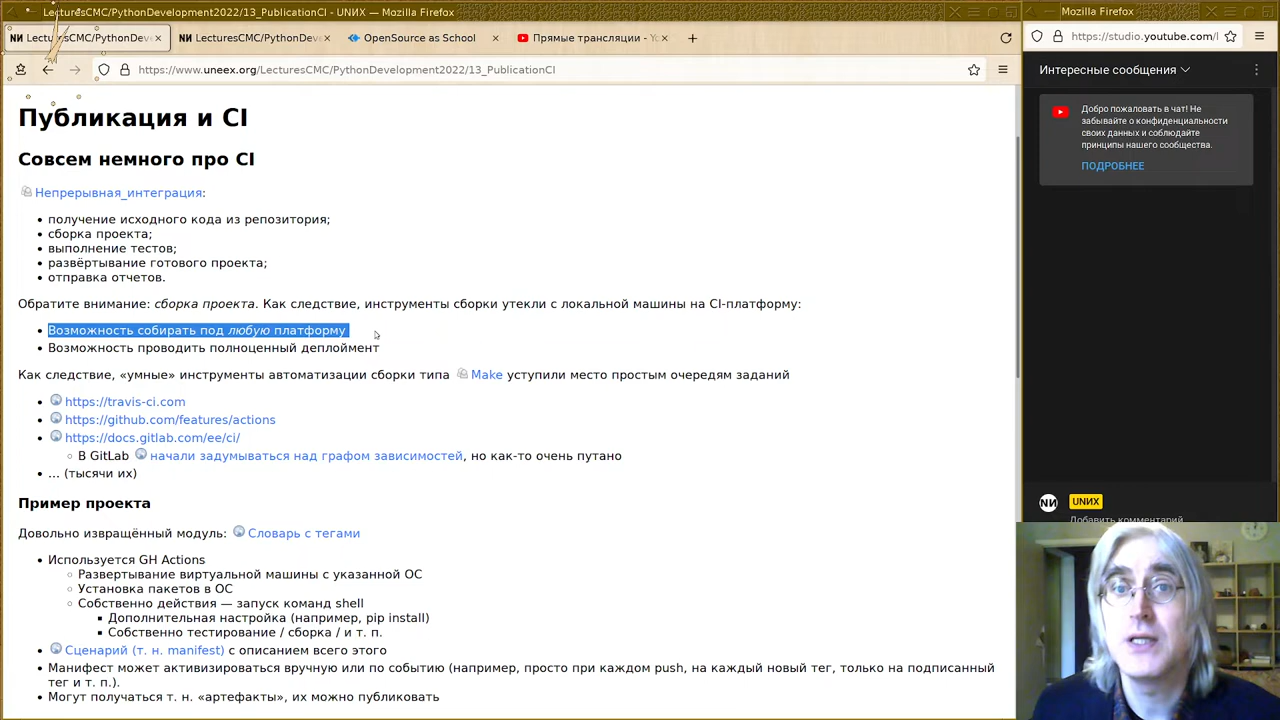 LecturesCMC/PythonDevelopment2022/13_PublicationCI - UNИX — Mozilla Firefox
Mozilla Firefox
LecturesCMC/PythonDev
LecturesCMC/PythonDev
OpenSource as School
Прямые трансляции - Yo
https://www.uneex.org/LecturesCMC/PythonDevelopment2022/13_PublicationCI
https://studio.youtube.com/l
Публикация и CI
Совсем немного про CI
Непрерывная_интеграция:
• получение исходного кода из репозитория;
• сборка проекта;
• выполнение тестов;
• развёртывание готового проекта;
• отправка отчетов.
Обратите внимание: сборка проекта. Как следствие, инструменты сборки утекли с локальной машины на CI-платформу:
• Возможность собирать под любую платформу
• Возможность проводить полноценный деплоймент
Как следствие, «умные» инструменты автоматизации сборки типа Make уступили место простым очередям заданий
• https://travis-ci.com
• https://github.com/features/actions
• https://docs.gitlab.com/ee/ci/
◦ В GitLab начали задумываться над графом зависимостей, но как-то очень путано
• ... (тысячи их)
Пример проекта
Довольно извращённый модуль: Словарь с тегами
• Используется GH Actions
◦ Развертывание виртуальной машины с указанной ОС
◦ Установка пакетов в ОС
◦ Собственно действия — запуск команд shell
▪ Дополнительная настройка (например, pip install)
▪ Собственно тестирование / сборка / и т. п.
• Сценарий (т. н. manifest) с описанием всего этого
• Манифест может активизироваться вручную или по событию (например, просто при каждом push, на каждый новый тег, только на подписанный
тег и т. п.).
• Могут получаться т. н. «артефакты», их можно публиковать
Интересные сообщения
Добро пожаловать в чат! Не
забывайте о конфиденциальности
своих данных и соблюдайте
принципы нашего сообщества.
ПОДРОБНЕЕ
NИ UNИX
Добавить комментарий